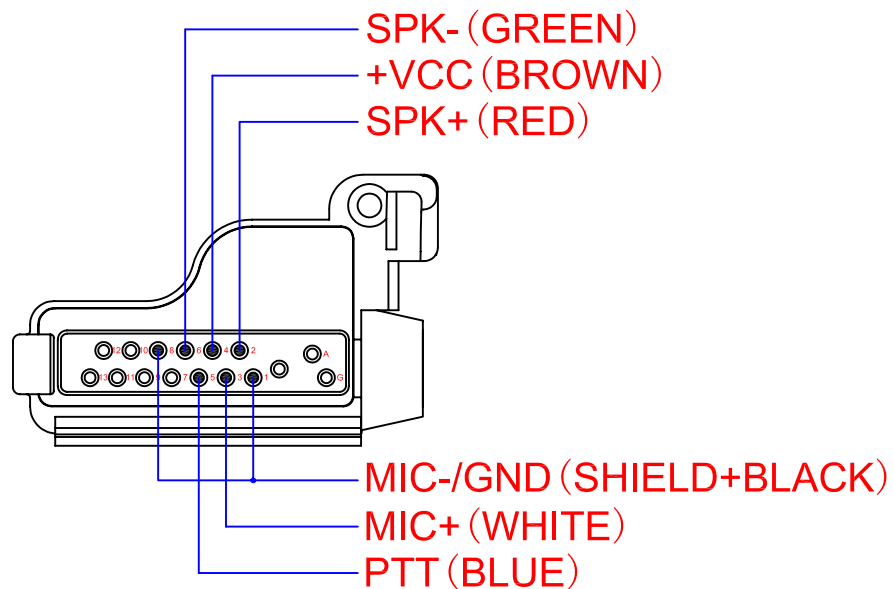 SPK-(GREEN)
+VCC(BROWN)
SPK+(RED)
12 10 8 6 4 2 A
13 11 9 7 5 3 1 G
MIC-/GND(SHIELD+BLACK)
MIC+(WHITE)
PTT(BLUE)